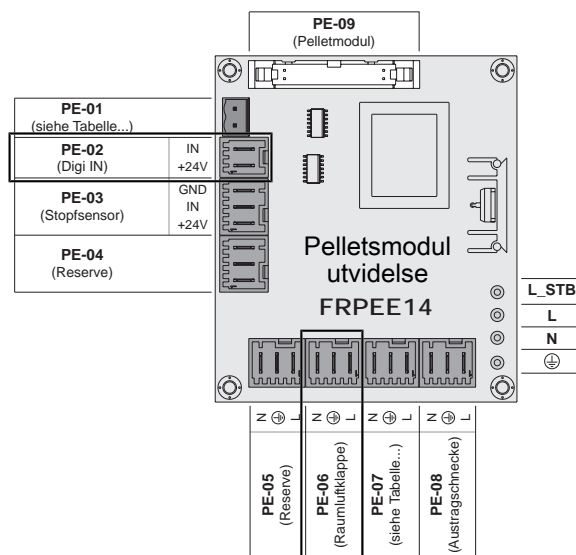 PE-09
(Pelletmodul)
PE-01
(siehe Tabelle...)
PE-02
(Digi IN)
IN
+24V
PE-03
(Stopfsensor)
GND
IN
+24V
PE-04
(Reserve)
Pelletsmodul
utvidelse
FRPEE14
L_STB
L
N
N L
N L
N L
N L
PE-05
(Reserve)
PE-06
(Raumluftklappe)
PE-07
(siehe Tabelle...)
PE-08
(Austragschnecke)